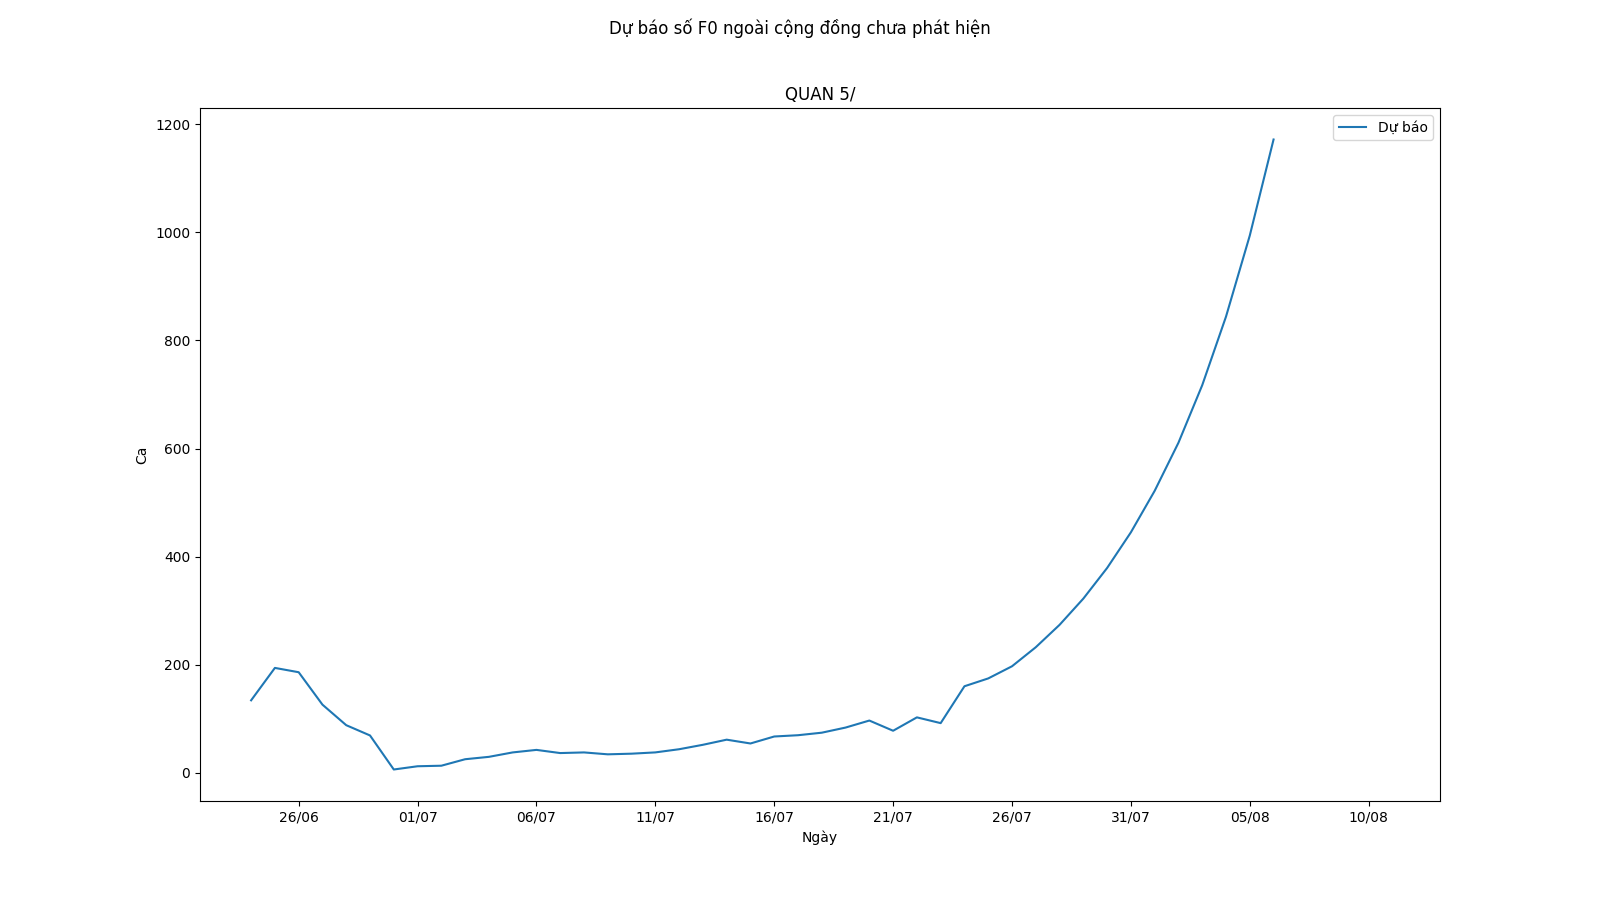 Dự báo số F0 ngoài cộng đồng chưa phát hiện
QUAN 5/
Dự báo
1200
1000
800
600
400
200
0
Ca
26/06 01/07 06/07 11/07 16/07 21/07 26/07 31/07 05/08 10/08
Ngày